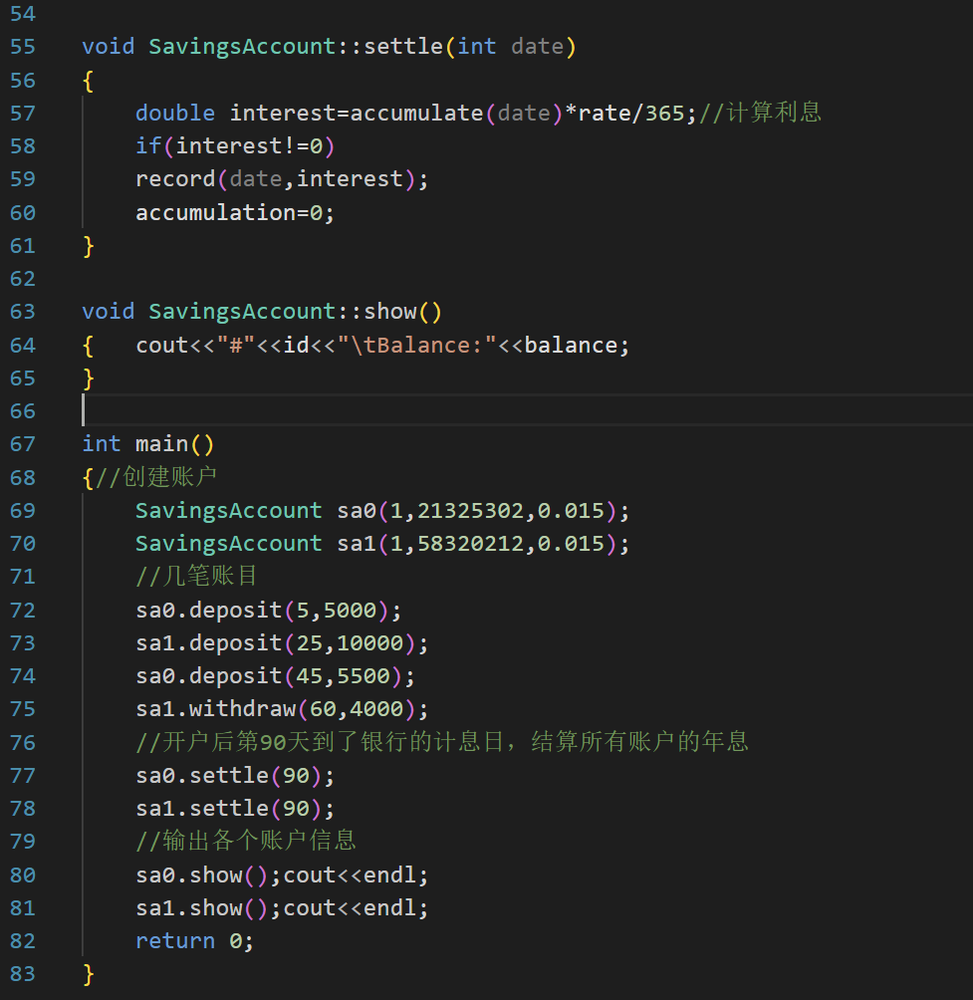 54
55 void SavingsAccount::settle(int date)
56 {
57     double interest=accumulate(date)*rate/365;//计算利息
58     if(interest!=0)
59     record(date,interest);
60     accumulation=0;
61 }
62
63 void SavingsAccount::show()
64 {   cout<<"#"<<id<<"\tBalance:"<<balance;
65 }
66
67 int main()
68 {//创建账户
69     SavingsAccount sa0(1,21325302,0.015);
70     SavingsAccount sa1(1,58320212,0.015);
71     //几笔账目
72     sa0.deposit(5,5000);
73     sa1.deposit(25,10000);
74     sa0.deposit(45,5500);
75     sa1.withdraw(60,4000);
76     //开户后第90天到了银行的计息日，结算所有账户的年息
77     sa0.settle(90);
78     sa1.settle(90);
79     //输出各个账户信息
80     sa0.show();cout<<endl;
81     sa1.show();cout<<endl;
82     return 0;
83 }